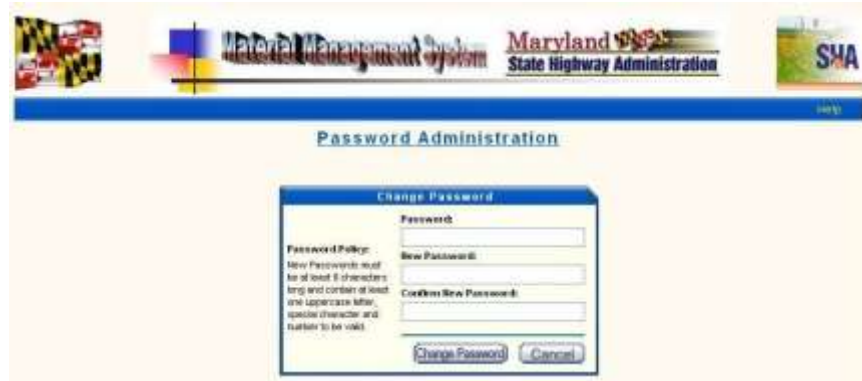 Material Management System
Maryland
State Highway Administration
SHA
Help
Password Administration
Change Password
Password:
Password Policy:
New Passwords must
be at least 8 characters
long and contain at least
one uppercase letter,
special character and
number to be valid.
New Password:
Confirm New Password:
Change Password
Cancel